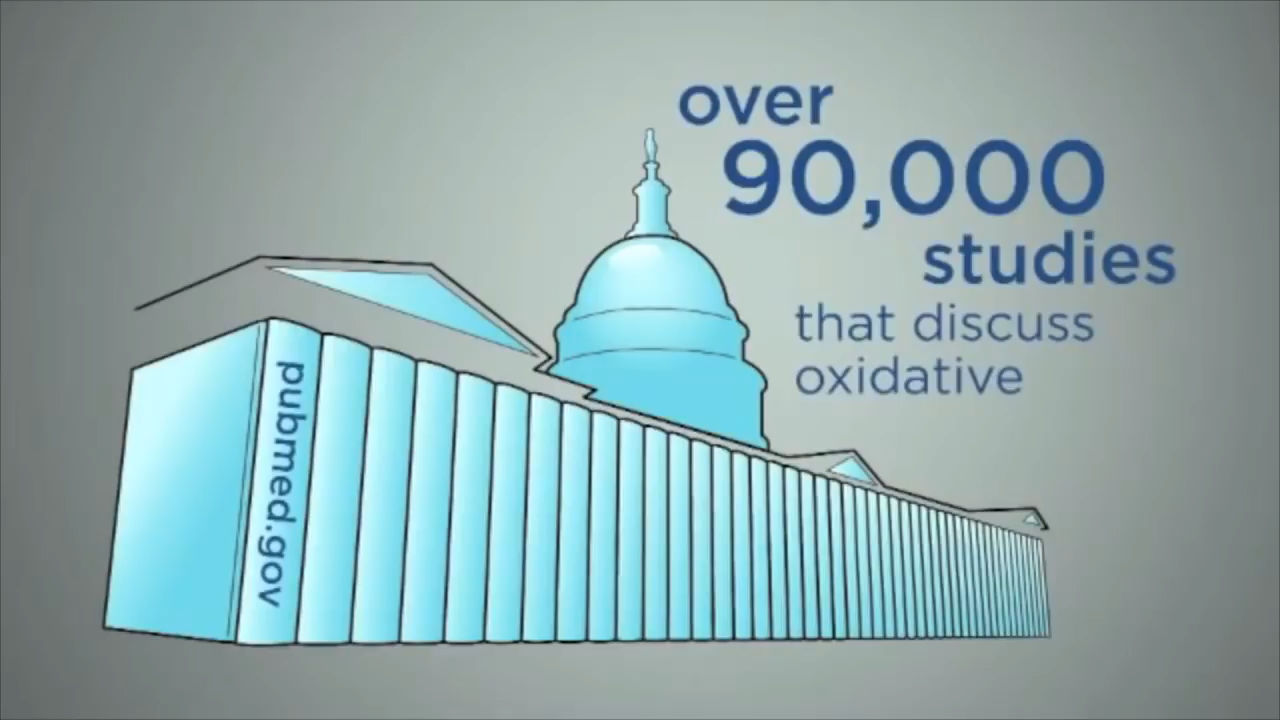 over
90,000
studies
that discuss
oxidative
pubmed.gov